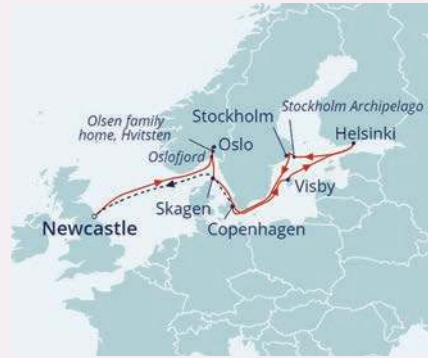 Olsen family
home, Hvitsten
Oslo
Oslofjord
Stockholm
Stockholm Archipelago
Helsinki
Skagen
Visby
Newcastle
Copenhagen